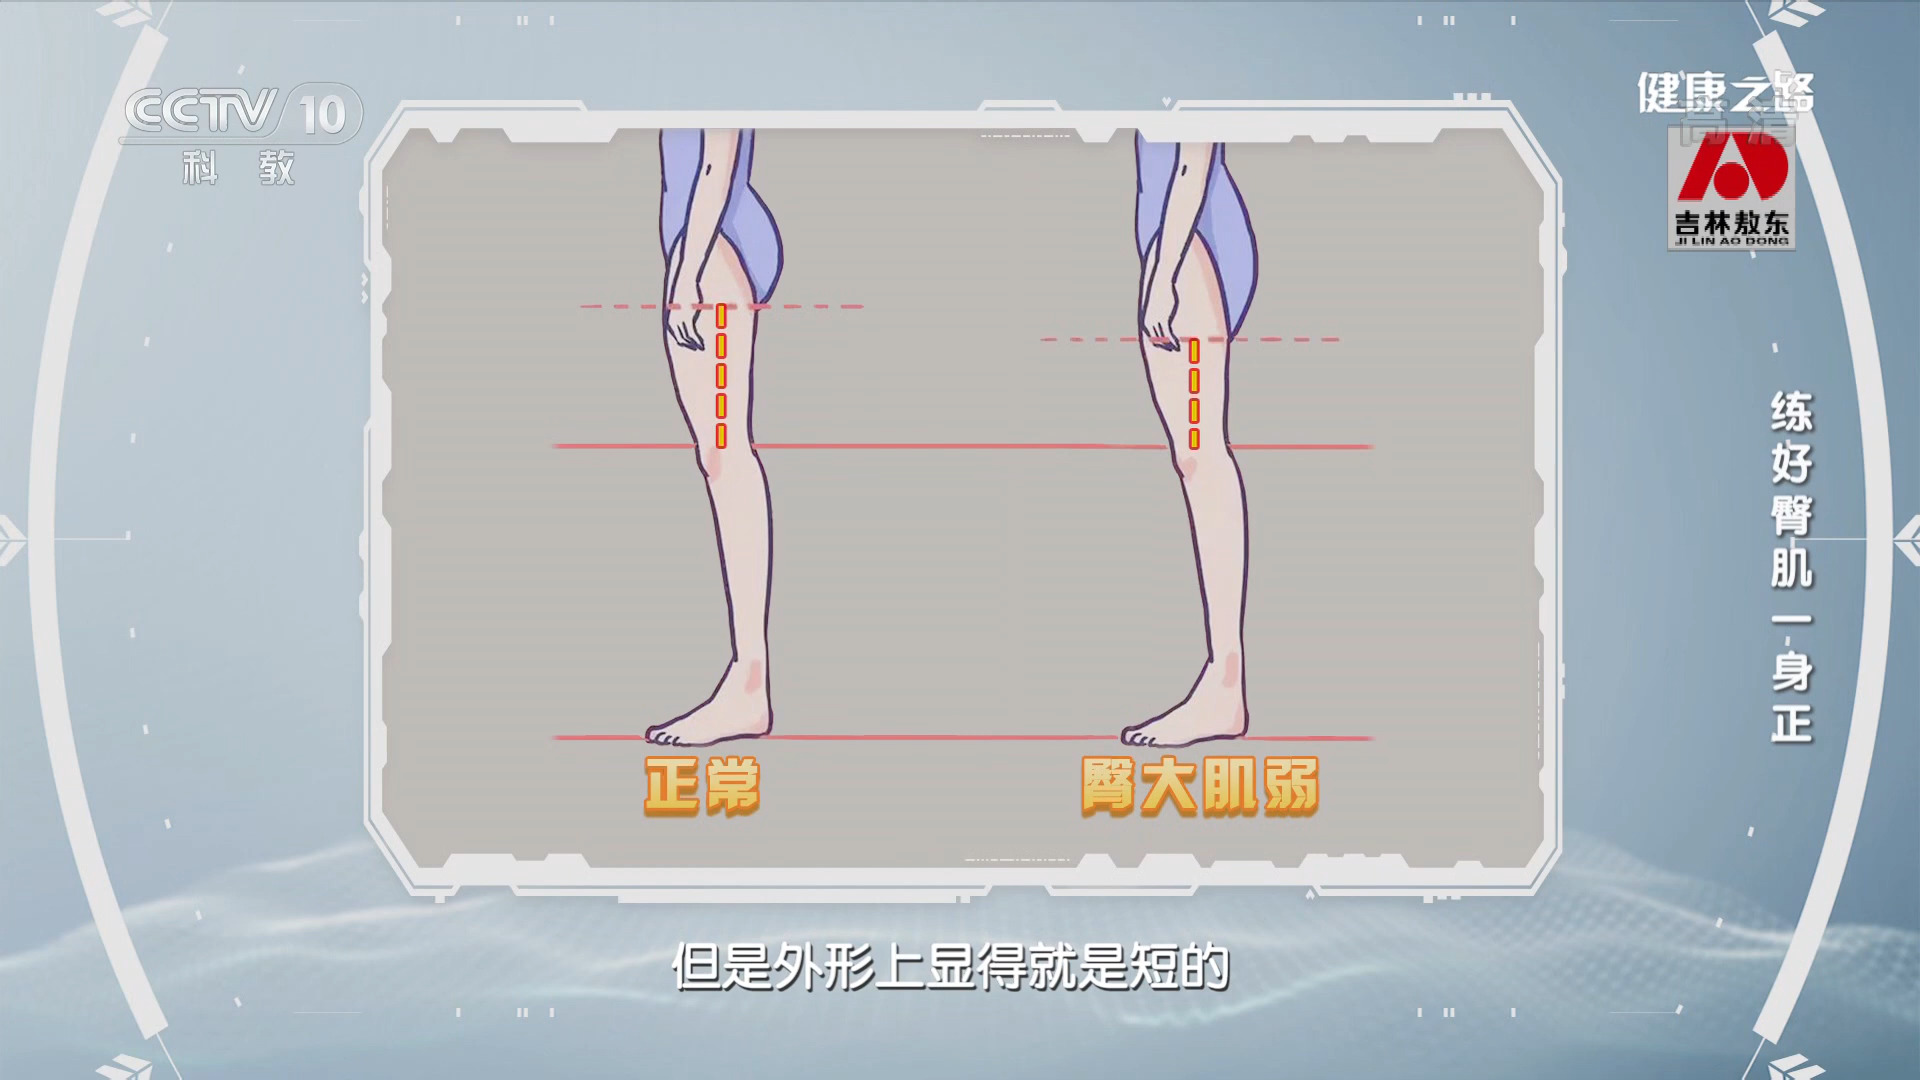 CCTV 10
科 教
健康之路
高清
吉林敖东
JI LIN AO DONG
练好臀肌一身正
正常
臀大肌弱
但是外形上显得就是短的